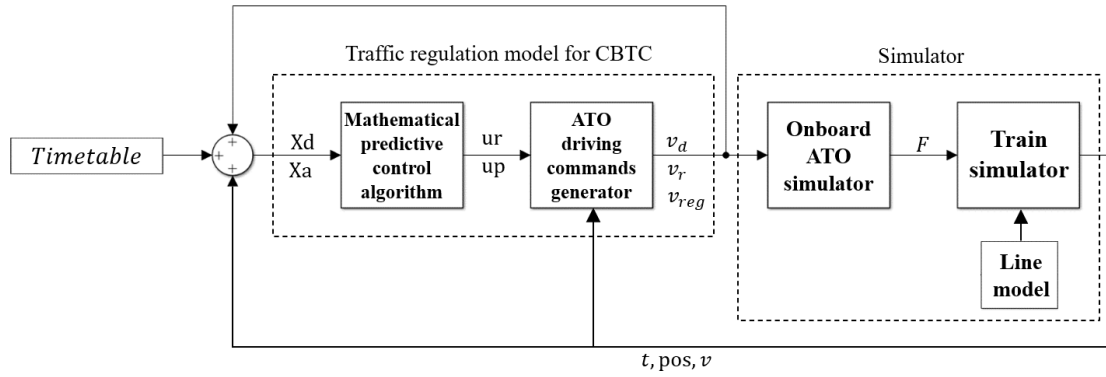 Traffic regulation model for CBTC
Simulator
Timetable
+
+
+
Xd
Xa
Mathematical
predictive
control
algorithm
ur
up
ATO
driving
commands
generator
v_d
v_r
v_reg
Onboard
ATO
simulator
F
Train
simulator
Line
model
t, pos, v